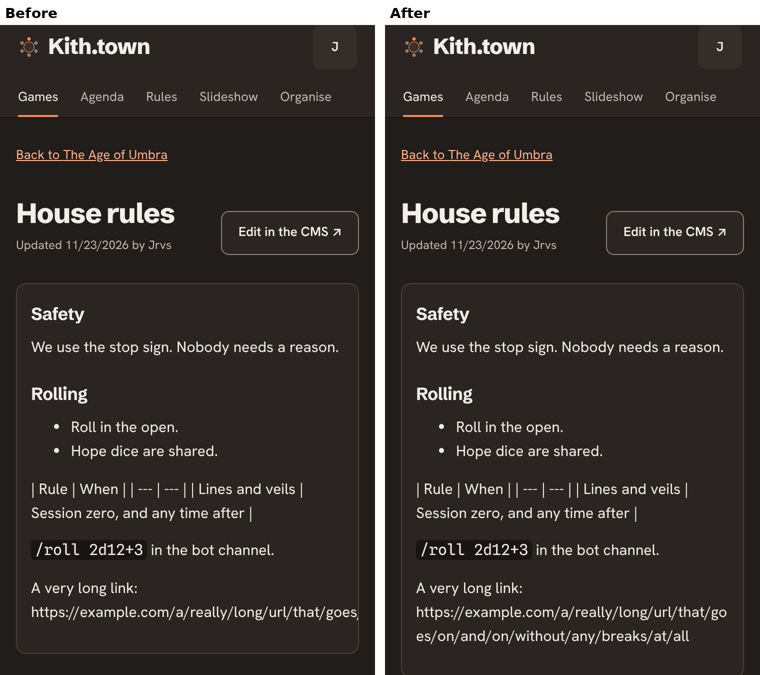 Before
Kith.town
J
Games Agenda Rules Slideshow Organise
Back to The Age of Umbra
House rules
Updated 11/23/2026 by Jrvs
Edit in the CMS ↗
Safety
We use the stop sign. Nobody needs a reason.
Rolling
• Roll in the open.
• Hope dice are shared.
| Rule | When | | --- | --- | | Lines and veils |
Session zero, and any time after |
/roll 2d12+3 in the bot channel.
A very long link:
https://example.com/a/really/long/url/that/goes/
After
Kith.town
J
Games Agenda Rules Slideshow Organise
Back to The Age of Umbra
House rules
Updated 11/23/2026 by Jrvs
Edit in the CMS ↗
Safety
We use the stop sign. Nobody needs a reason.
Rolling
• Roll in the open.
• Hope dice are shared.
| Rule | When | | --- | --- | | Lines and veils |
Session zero, and any time after |
/roll 2d12+3 in the bot channel.
A very long link:
https://example.com/a/really/long/url/that/go
es/on/and/on/without/any/breaks/at/all